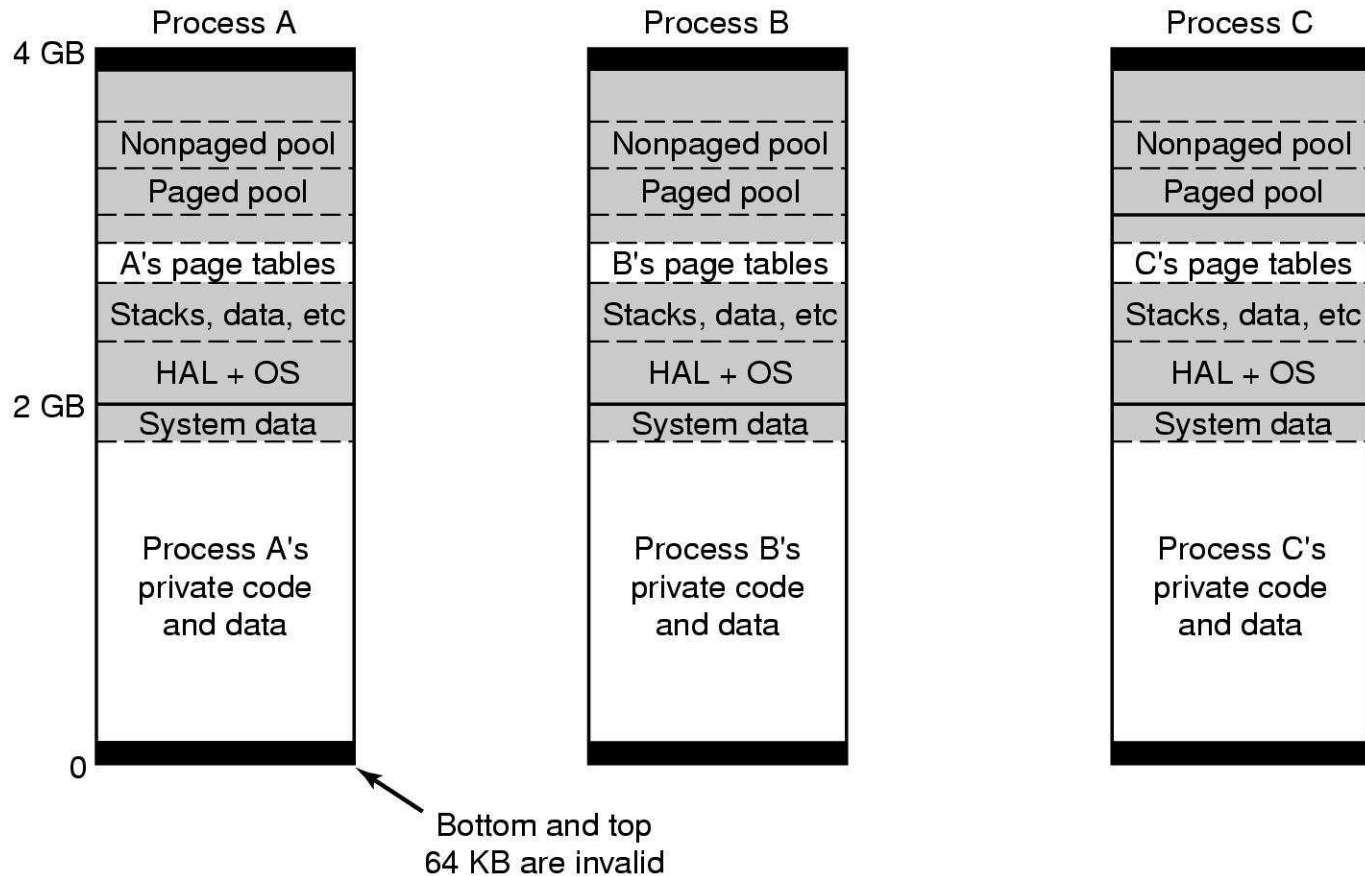 Process A
Process B
Process C
4 GB
Nonpaged pool
Nonpaged pool
Nonpaged pool
Paged pool
Paged pool
Paged pool
A's page tables
B's page tables
C's page tables
Stacks, data, etc
Stacks, data, etc
Stacks, data, etc
HAL + OS
HAL + OS
HAL + OS
2 GB
System data
System data
System data
Process A's
private code
and data
Process B's
private code
and data
Process C's
private code
and data
0
Bottom and top
64 KB are invalid